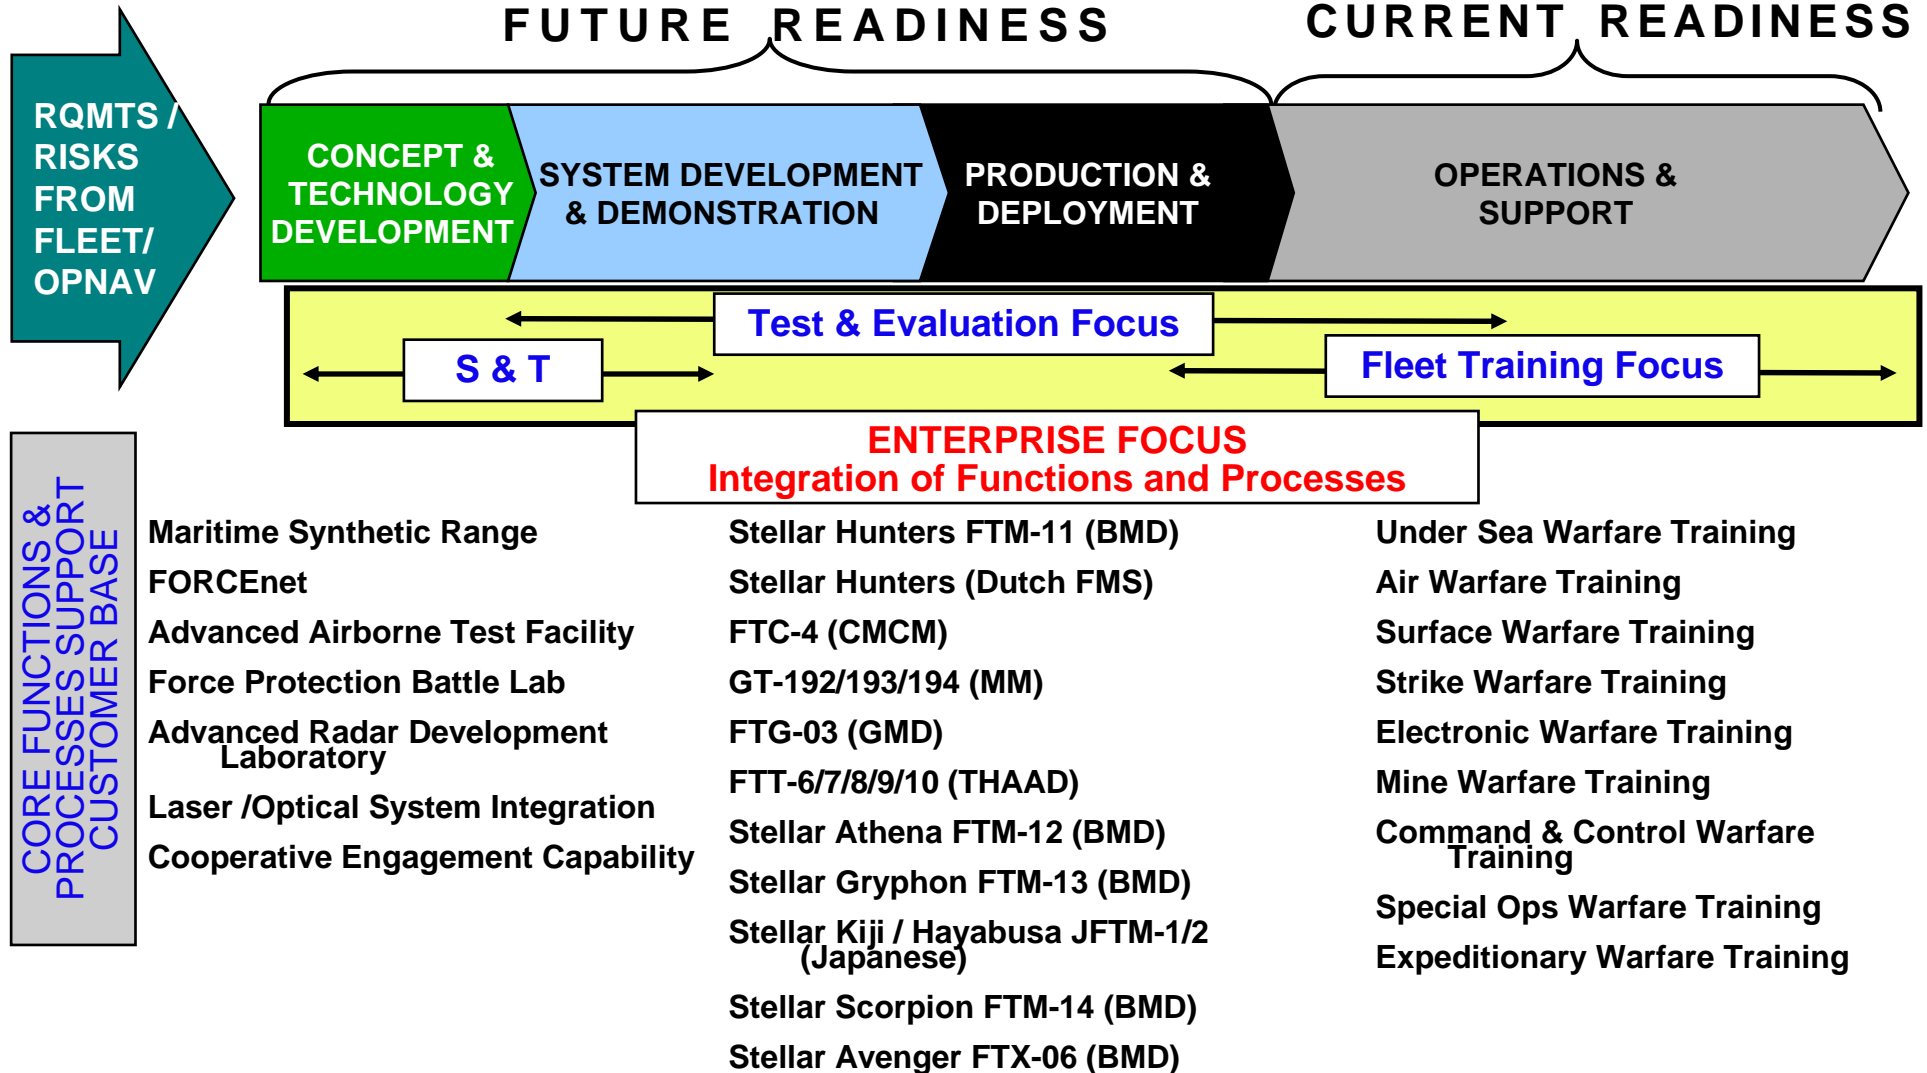 FUTURE READINESS
CURRENT READINESS
RQMTS /
RISKS
FROM
FLEET/
OPNAV
CONCEPT &
TECHNOLOGY
DEVELOPMENT
SYSTEM DEVELOPMENT
& DEMONSTRATION
PRODUCTION &
DEPLOYMENT
OPERATIONS &
SUPPORT
Test & Evaluation Focus
S & T
Fleet Training Focus
ENTERPRISE FOCUS
Integration of Functions and Processes
CORE FUNCTIONS &
PROCESSES SUPPORT
CUSTOMER BASE
Maritime Synthetic Range
FORCEnet
Advanced Airborne Test Facility
Force Protection Battle Lab
Advanced Radar Development
Laboratory
Laser /Optical System Integration
Cooperative Engagement Capability
Stellar Hunters FTM-11 (BMD)
Stellar Hunters (Dutch FMS)
FTC-4 (CMCM)
GT-192/193/194 (MM)
FTG-03 (GMD)
FTT-6/7/8/9/10 (THAAD)
Stellar Athena FTM-12 (BMD)
Stellar Gryphon FTM-13 (BMD)
Stellar Kiji / Hayabusa JFTM-1/2
(Japanese)
Stellar Scorpion FTM-14 (BMD)
Stellar Avenger FTX-06 (BMD)
Under Sea Warfare Training
Air Warfare Training
Surface Warfare Training
Strike Warfare Training
Electronic Warfare Training
Mine Warfare Training
Command & Control Warfare
Training
Special Ops Warfare Training
Expeditionary Warfare Training